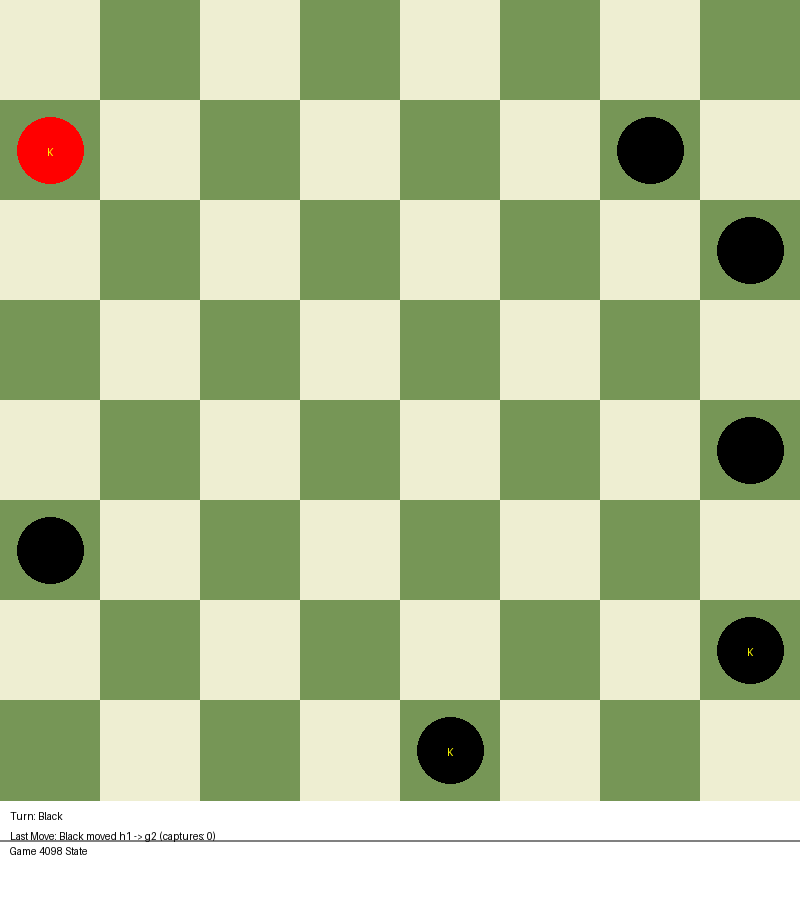 K
K
K
Turn: Black
Last Move: Black moved h1 -> g2 (captures: 0)
Game 4098 State